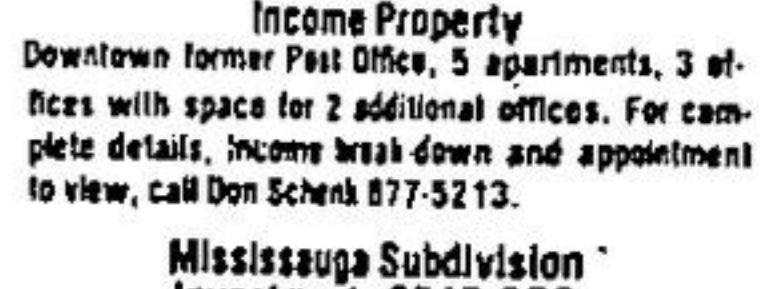 Income Property
Downtown former Post Office, 5 apartments, 3 of-
fices with space for 2 additional offices. For com-
plete details, income break-down and appointment
to view, call Don Schenk 877-5213.
Mississauga Subdivision